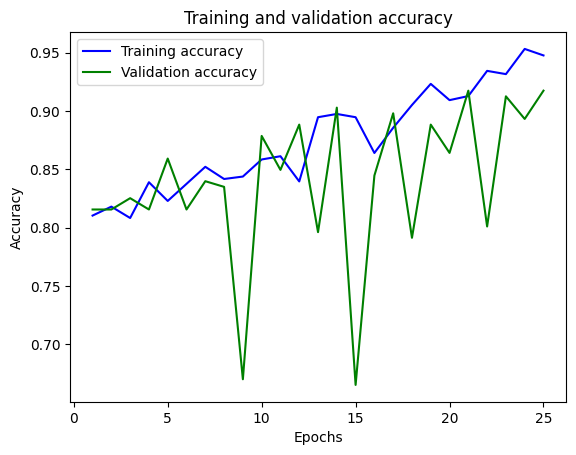 Training and validation accuracy
Training accuracy
Validation accuracy
0.95
0.90
0.85
0.80
0.75
0.70
Accuracy
0 5 10 15 20 25
Epochs